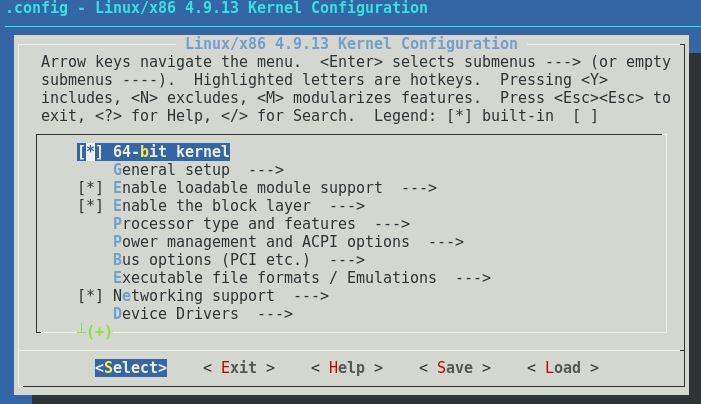 .config - Linux/x86 4.9.13 Kernel Configuration
Linux/x86 4.9.13 Kernel Configuration
Arrow keys navigate the menu.  <Enter> selects submenus ---> (or empty
submenus ----).  Highlighted letters are hotkeys.  Pressing <Y>
includes, <N> excludes, <M> modularizes features.  Press <Esc><Esc> to
exit, <?> for Help, </> for Search.  Legend: [*] built-in  [ ]
[*] 64-bit kernel
General setup  --->
[*] Enable loadable module support  --->
[*] Enable the block layer  --->
Processor type and features  --->
Power management and ACPI options  --->
Bus options (PCI etc.)  --->
Executable file formats / Emulations  --->
[*] Networking support  --->
Device Drivers  --->
┴(+)
<Select>    < Exit >    < Help >    < Save >    < Load >